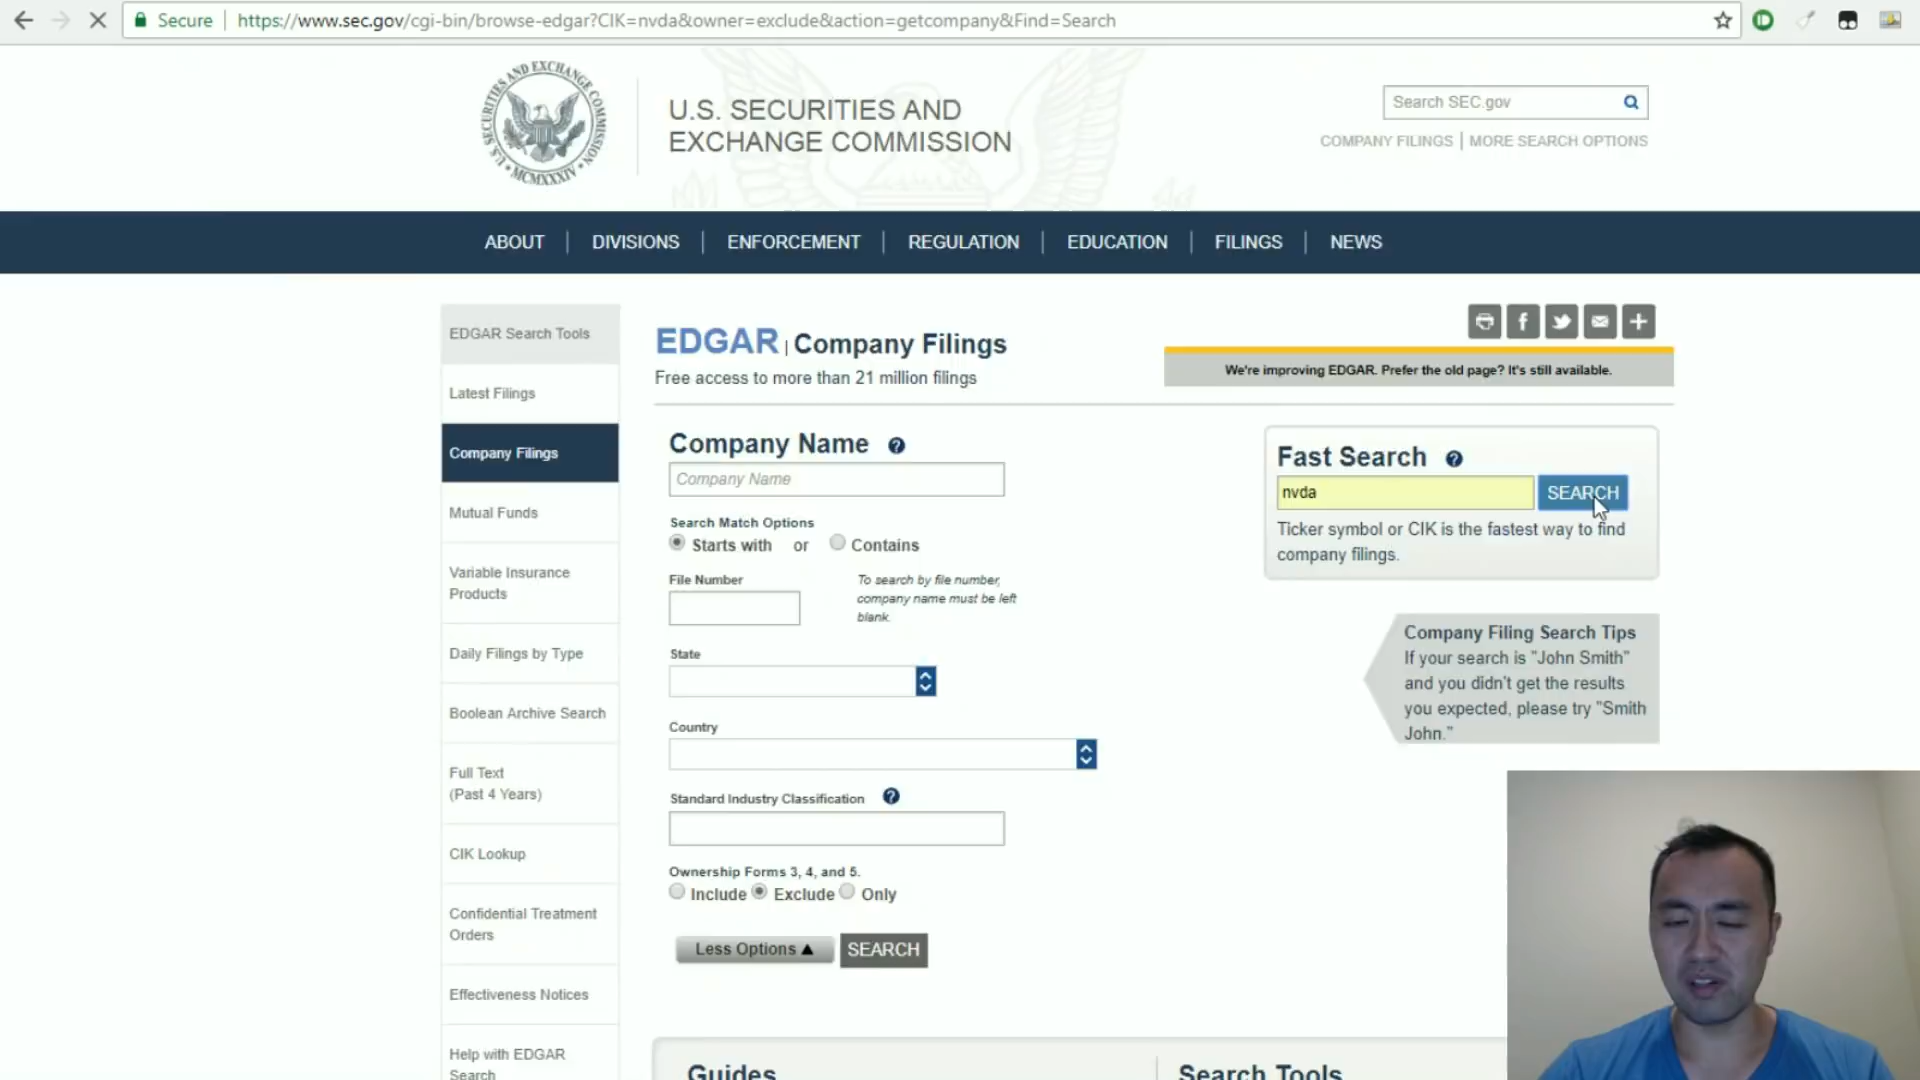 Secure
https://www.sec.gov/cgi-bin/browse-edgar?CIK=nvda&owner=exclude&action=getcompany&Find=Search
SECURITIES AND EXCHANGE COMMISSION
MCMXXXIV
U.S. SECURITIES AND
EXCHANGE COMMISSION
Search SEC.gov
COMPANY FILINGS | MORE SEARCH OPTIONS
ABOUT
DIVISIONS
ENFORCEMENT
REGULATION
EDUCATION
FILINGS
NEWS
EDGAR Search Tools
Latest Filings
Company Filings
Mutual Funds
Variable Insurance
Products
Daily Filings by Type
Boolean Archive Search
Full Text
(Past 4 Years)
CIK Lookup
Confidential Treatment
Orders
Effectiveness Notices
Help with EDGAR
Search
EDGAR | Company Filings
Free access to more than 21 million filings
We're improving EDGAR. Prefer the old page? It's still available.
Company Name
Company Name
Search Match Options
Starts with or Contains
File Number
To search by file number,
company name must be left
blank.
State
Country
Standard Industry Classification
Ownership Forms 3, 4, and 5.
Include Exclude Only
Less Options
SEARCH
Fast Search
nvda
SEARCH
Ticker symbol or CIK is the fastest way to find
company filings.
Company Filing Search Tips
If your search is "John Smith"
and you didn't get the results
you expected, please try "Smith
John."
Guides
Search Tools